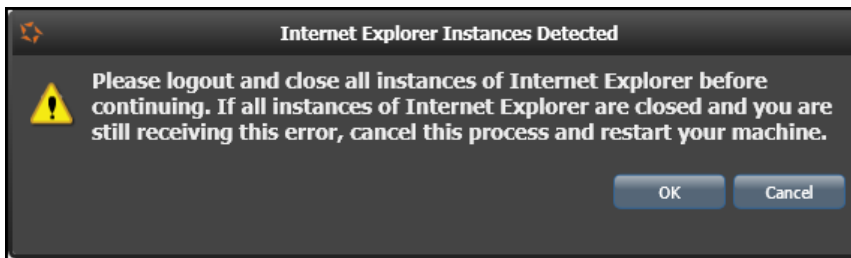 Internet Explorer Instances Detected
Please logout and close all instances of Internet Explorer before
continuing. If all instances of Internet Explorer are closed and you are
still receiving this error, cancel this process and restart your machine.
OK Cancel